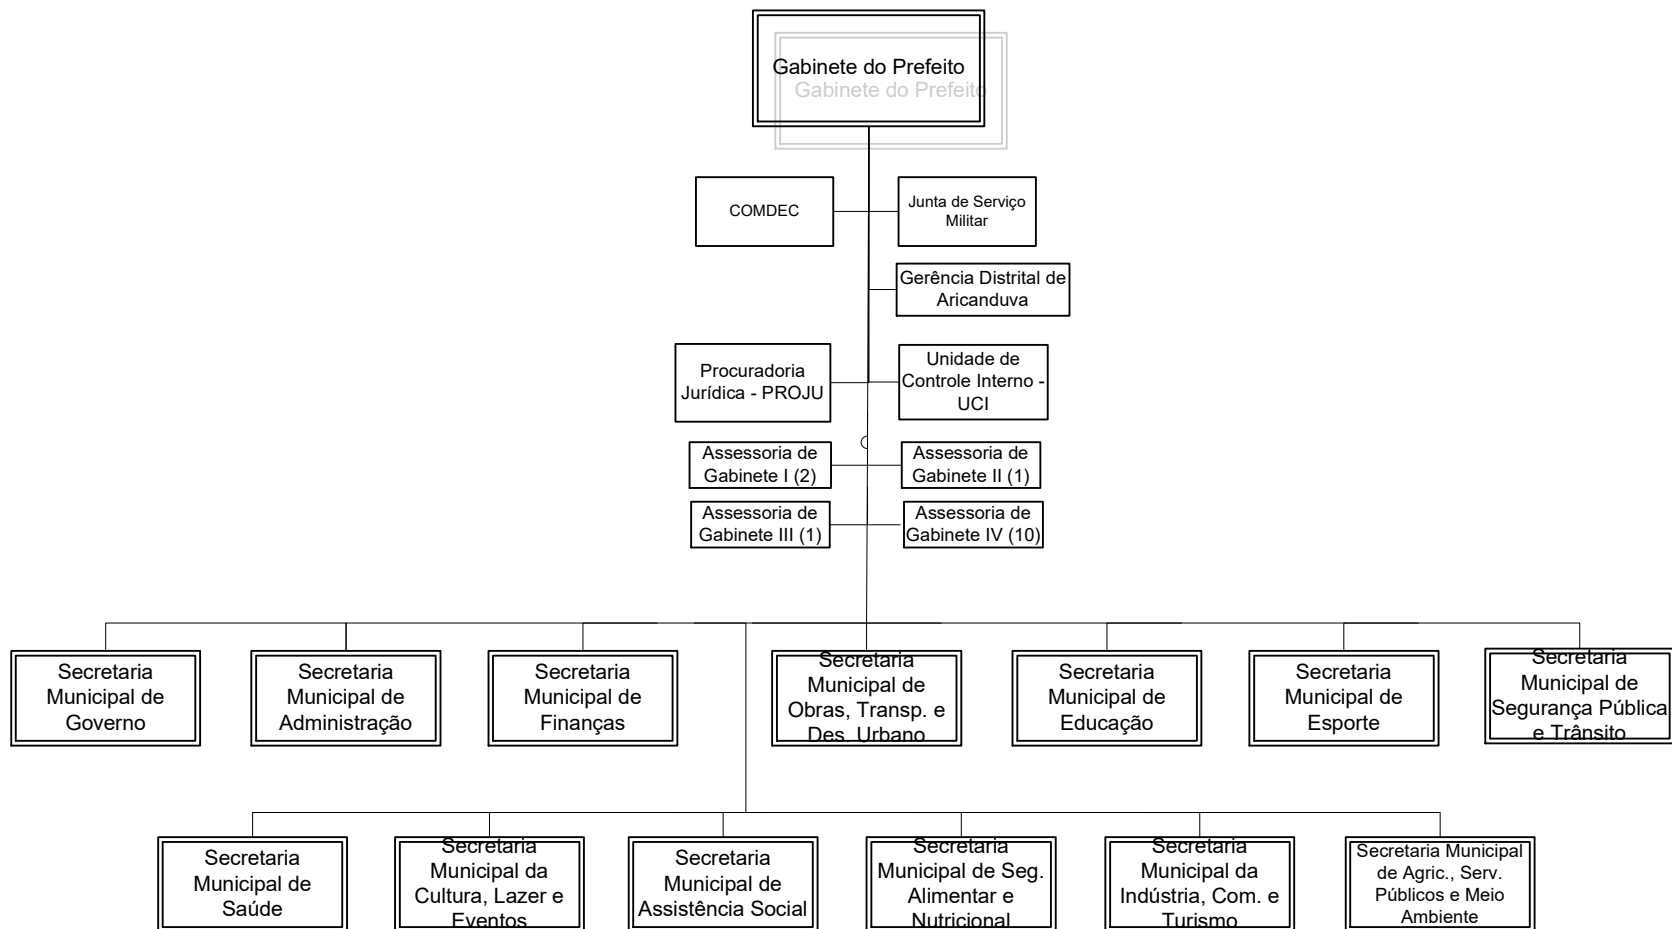 Gabinete do Prefeito
Gabinete do Prefeito
COMDEC
Junta de Serviço
Militar
Gerência Distrital de
Aricanduva
Procuradoria
Jurídica - PROJU
Unidade de
Controle Interno -
UCI
Assessoria de
Gabinete I (2)
Assessoria de
Gabinete II (1)
Assessoria de
Gabinete III (1)
Assessoria de
Gabinete IV (10)
Secretaria
Municipal de
Governo
Secretaria
Municipal de
Administração
Secretaria
Municipal de
Finanças
Secretaria
Municipal de
Obras, Transp. e
Des. Urbano
Secretaria
Municipal de
Educação
Secretaria
Municipal de
Esporte
Secretaria
Municipal de
Segurança Pública
e Trânsito
Secretaria
Municipal de
Saúde
Secretaria
Municipal da
Cultura, Lazer e
Eventos
Secretaria
Municipal de
Assistência Social
Secretaria
Municipal de Seg.
Alimentar e
Nutricional
Secretaria
Municipal da
Indústria, Com. e
Turismo
Secretaria Municipal
de Agric., Serv.
Públicos e Meio
Ambiente